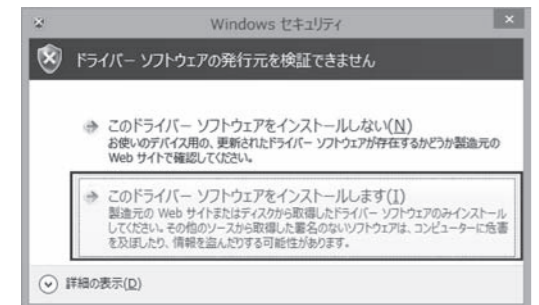 Windows セキュリティ
ドライバー ソフトウェアの発行元を検証できません
このドライバー ソフトウェアをインストールしない(N)
お使いのデバイス用の、更新されたドライバー ソフトウェアが存在するかどうか製造元の
Web サイトで確認してください。
このドライバー ソフトウェアをインストールします(I)
製造元の Web サイトまたはディスクから取得したドライバー ソフトウェアのみインストール
してください。その他のソースから取得した署名のないソフトウェアは、コンピューターに危害
を及ぼしたり、情報を盗んだりする可能性があります。
詳細の表示(D)